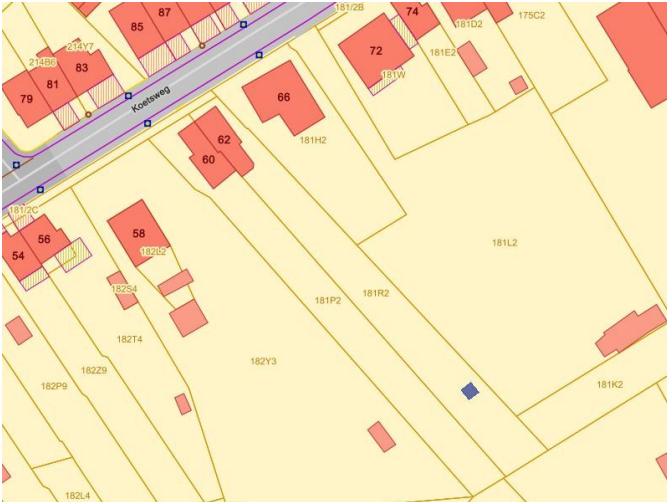 181/2B
74
175C2
181D2
85
87
214Y7
214B6
83
72
181E2
81
181W
79
Koetsweg
66
62
181H2
60
181/2C
58
56
54
181L2
182L2
182S4
181R2
181P2
182T4
182Y3
182Z9
182P9
181K2
182L4